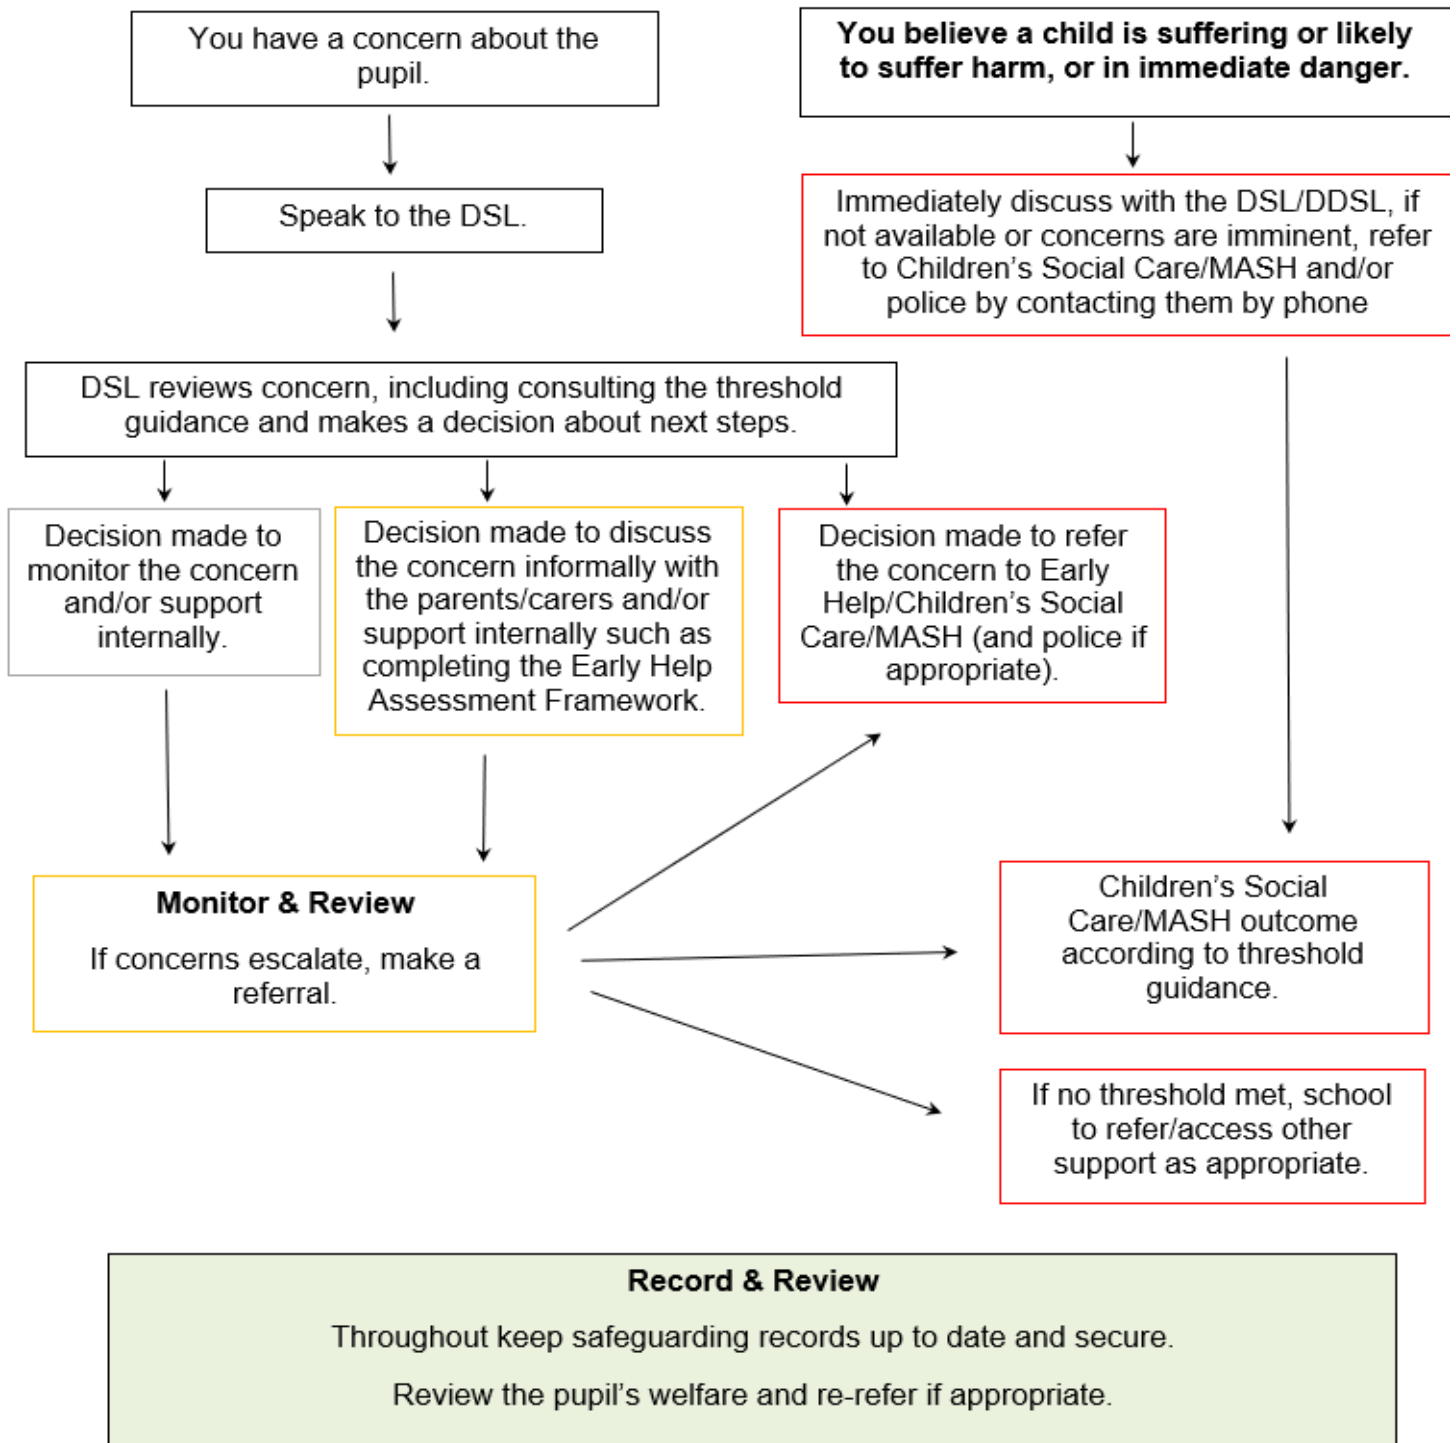 You have a concern about the
pupil.
You believe a child is suffering or likely
to suffer harm, or in immediate danger.
Speak to the DSL.
Immediately discuss with the DSL/DDSL, if
not available or concerns are imminent, refer
to Children’s Social Care/MASH and/or
police by contacting them by phone
DSL reviews concern, including consulting the threshold
guidance and makes a decision about next steps.
Decision made to
monitor the concern
and/or support
internally.
Decision made to discuss
the concern informally with
the parents/carers and/or
support internally such as
completing the Early Help
Assessment Framework.
Decision made to refer
the concern to Early
Help/Children’s Social
Care/MASH (and police if
appropriate).
Monitor & Review
If concerns escalate, make a
referral.
Children’s Social
Care/MASH outcome
according to threshold
guidance.
If no threshold met, school
to refer/access other
support as appropriate.
Record & Review
Throughout keep safeguarding records up to date and secure.
Review the pupil’s welfare and re-refer if appropriate.